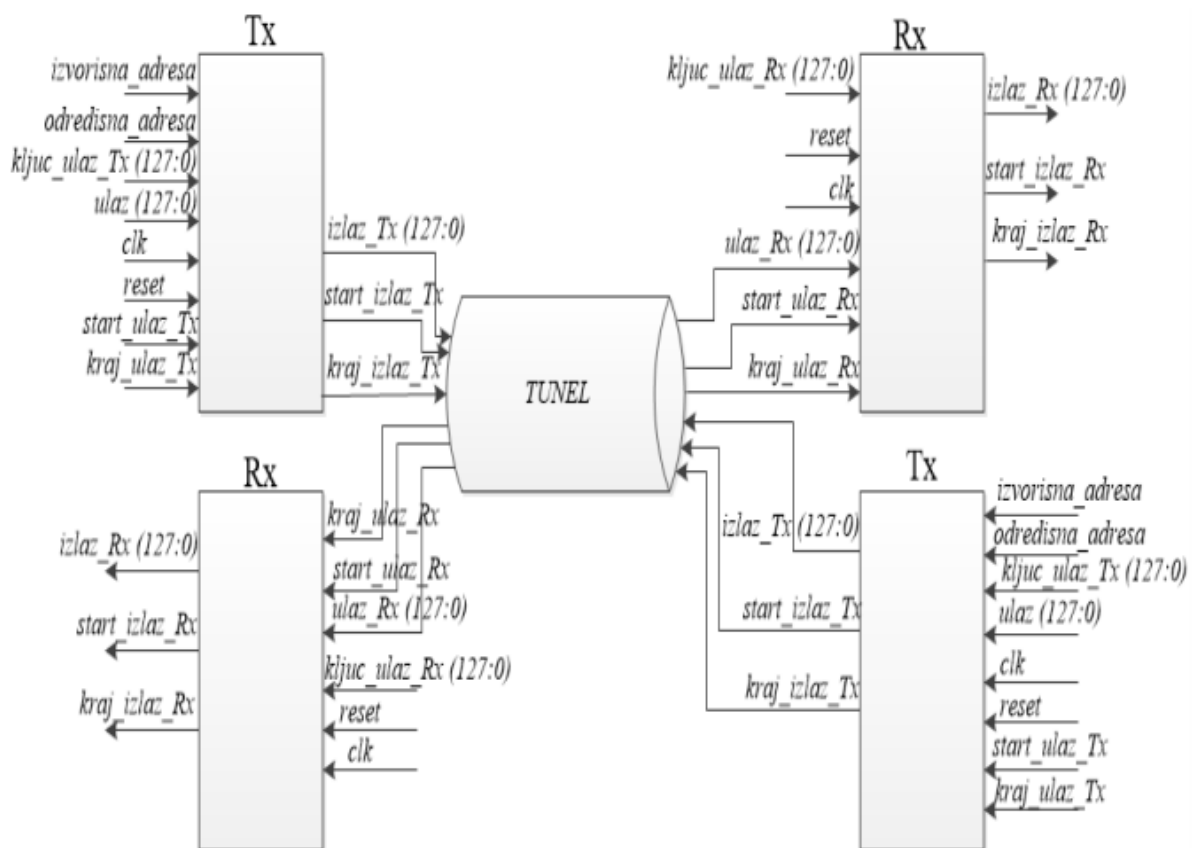 Tx
izvorisna_adresa
odredisna_adresa
kljuc_ulaz_Tx (127:0)
ulaz (127:0)
clk
reset
start_ulaz_Tx
kraj_ulaz_Tx
izlaz_Tx (127:0)
start_izlaz_Tx
kraj_izlaz_Tx
TUNEL
Rx
kljuc_ulaz_Rx (127:0)
reset
clk
ulaz_Rx (127:0)
start_ulaz_Rx
kraj_ulaz_Rx
izlaz_Rx (127:0)
start_izlaz_Rx
kraj_izlaz_Rx
Rx
izlaz_Rx (127:0)
start_izlaz_Rx
kraj_izlaz_Rx
kraj_ulaz_Rx
start_ulaz_Rx
ulaz_Rx (127:0)
kljuc_ulaz_Rx (127:0)
reset
clk
Tx
izlaz_Tx (127:0)
start_izlaz_Tx
kraj_izlaz_Tx
izvorisna_adresa
odredisna_adresa
kljuc_ulaz_Tx (127:0)
ulaz (127:0)
clk
reset
start_ulaz_Tx
kraj_ulaz_Tx